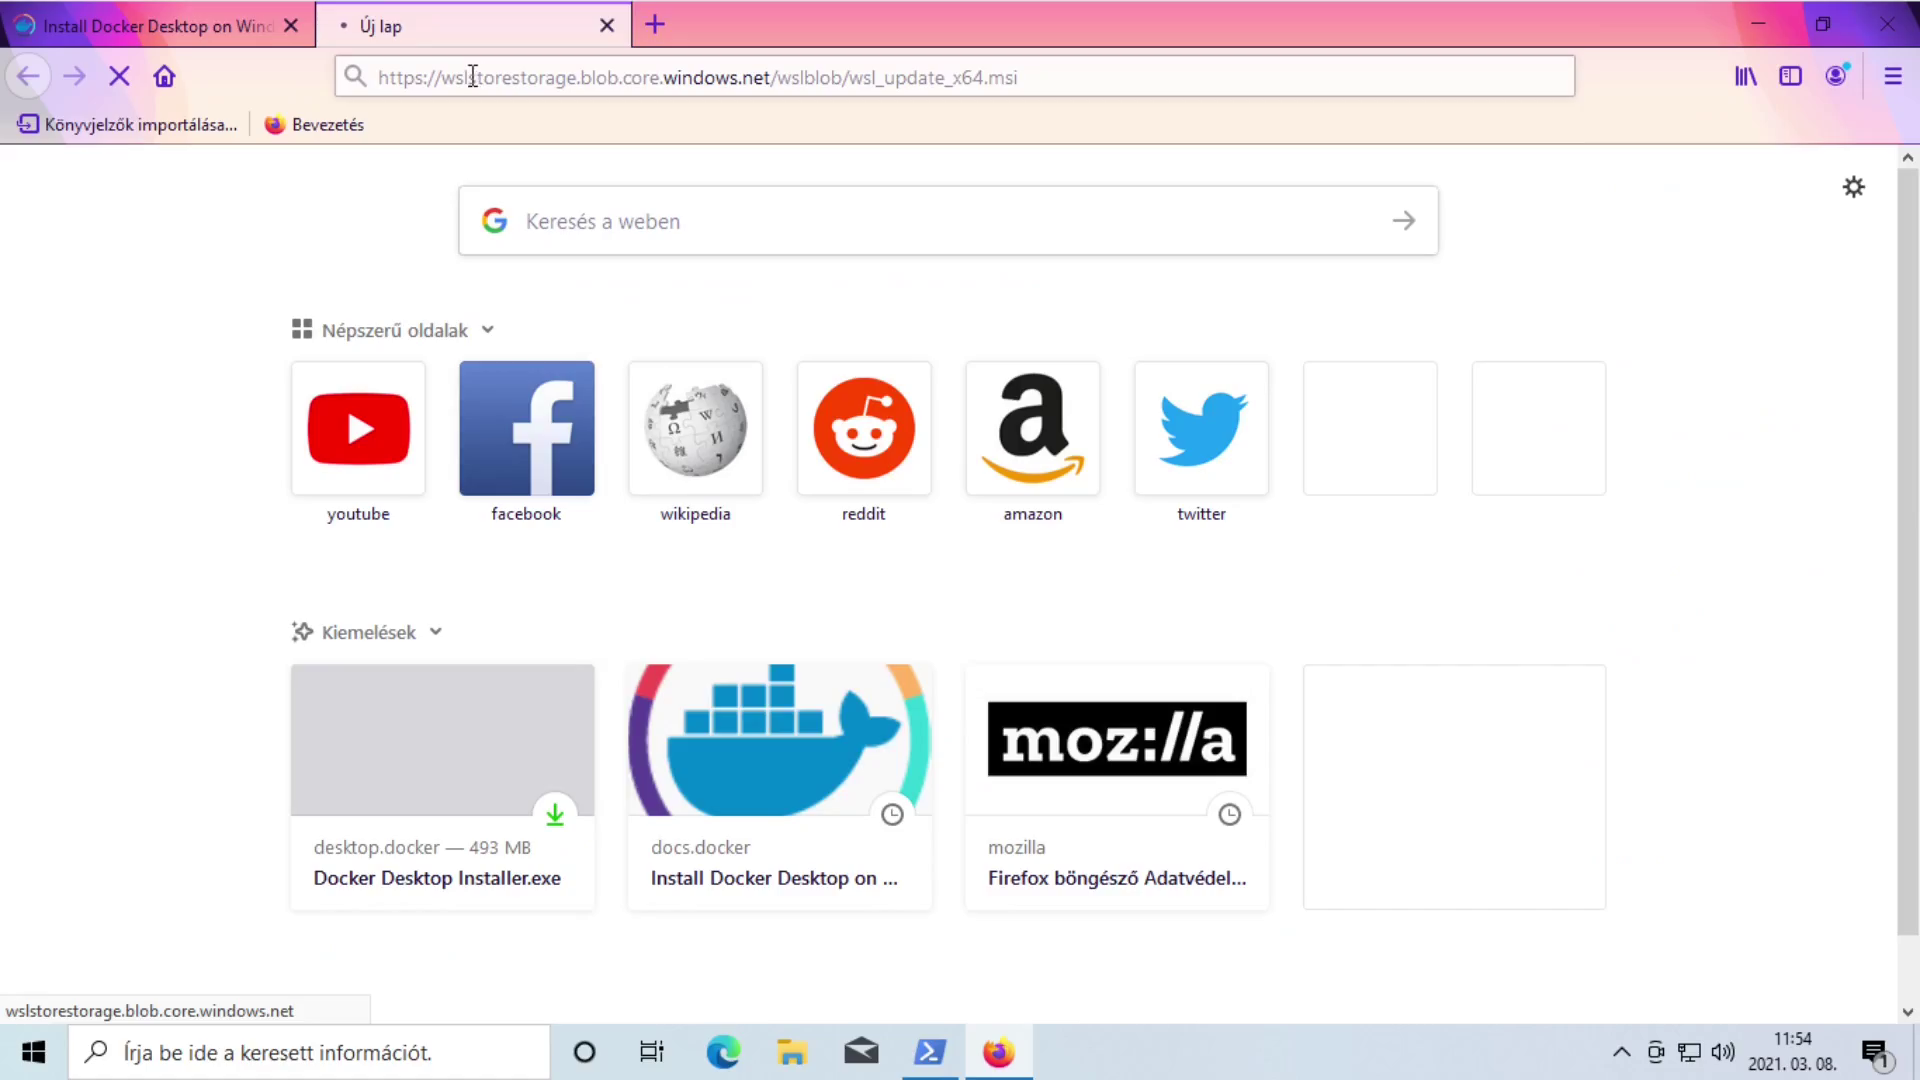 Install Docker Desktop on Wind
Új lap
https://wslstorestorage.blob.core.windows.net/wslblob/wsl_update_x64.msi
Könyvjelzők importálása...
Bevezetés
Keresés a weben
Népszerű oldalak
youtube
facebook
wikipedia
reddit
amazon
twitter
Kiemelések
moz://a
desktop.docker — 493 MB
Docker Desktop Installer.exe
docs.docker
Install Docker Desktop on ...
mozilla
Firefox böngésző Adatvédel...
wslstorestorage.blob.core.windows.net
Írja be ide a keresett információt.
11:54
2021. 03. 08.
1